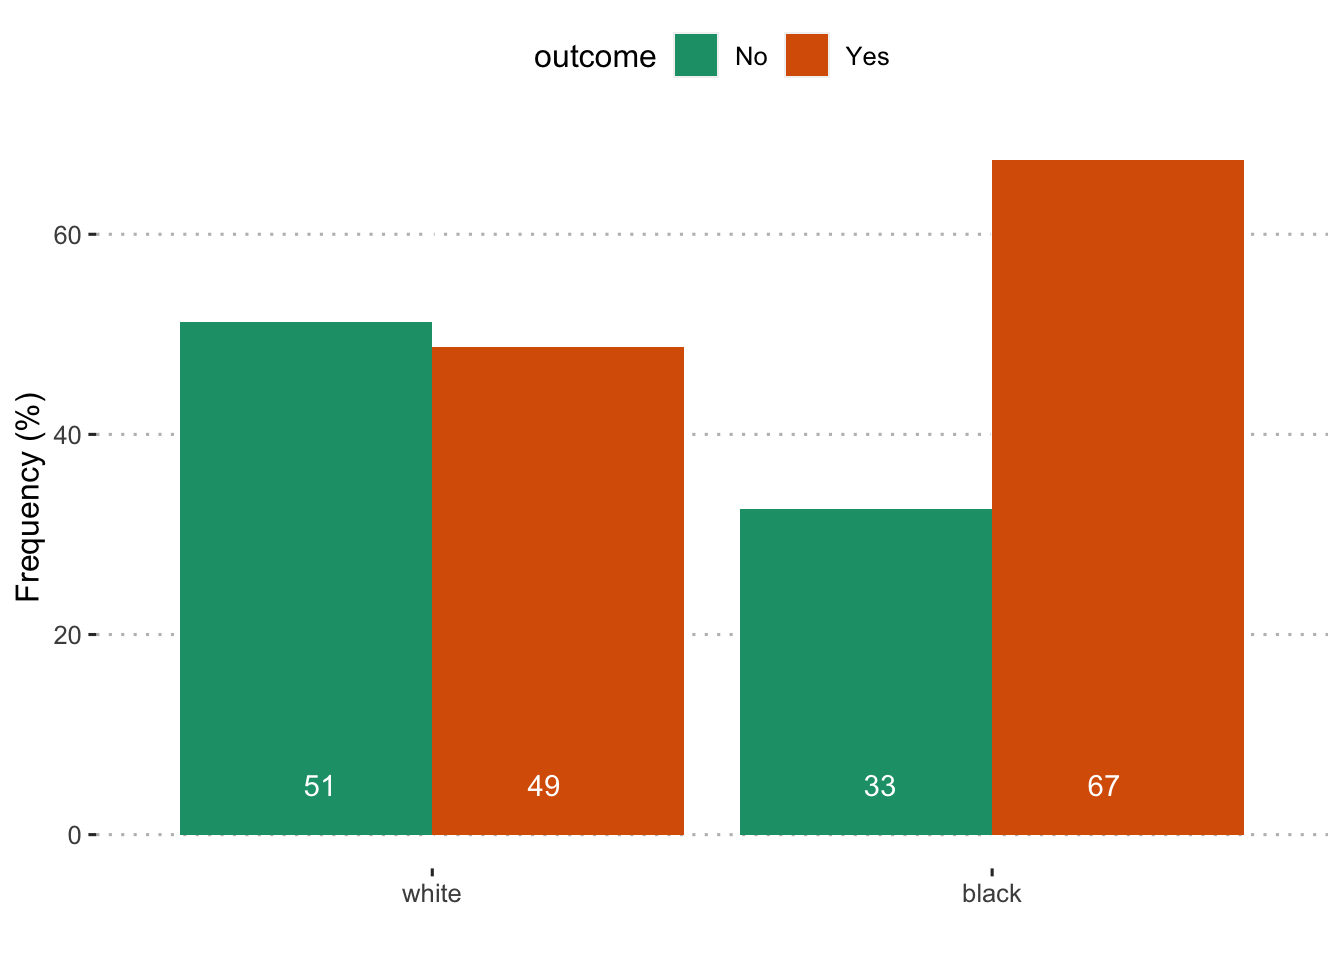 outcome No Yes
Frequency (%)
60
40
20
0
51 49 33 67
white black